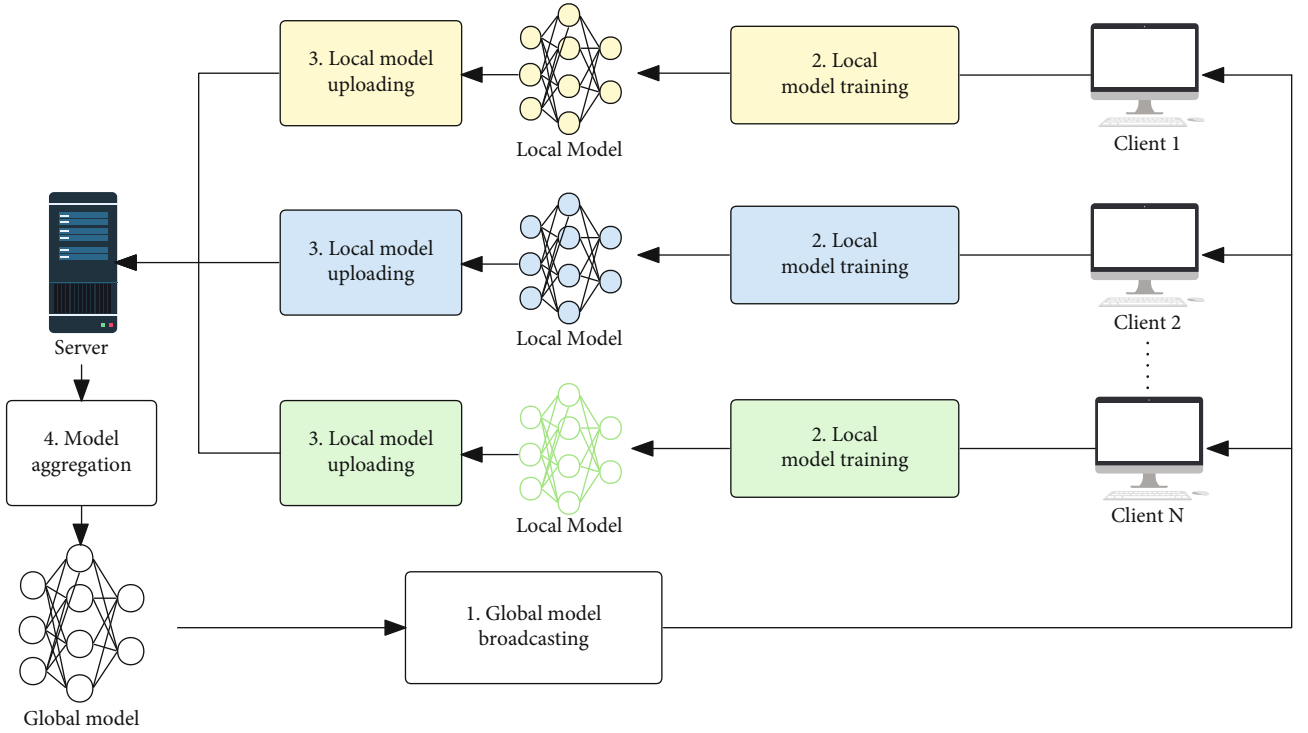 3. Local model
uploading
Local Model
2. Local
model training
Client 1
3. Local model
uploading
Local Model
2. Local
model training
Client 2
Server
4. Model
aggregation
3. Local model
uploading
Local Model
2. Local
model training
Client N
1. Global model
broadcasting
Global model